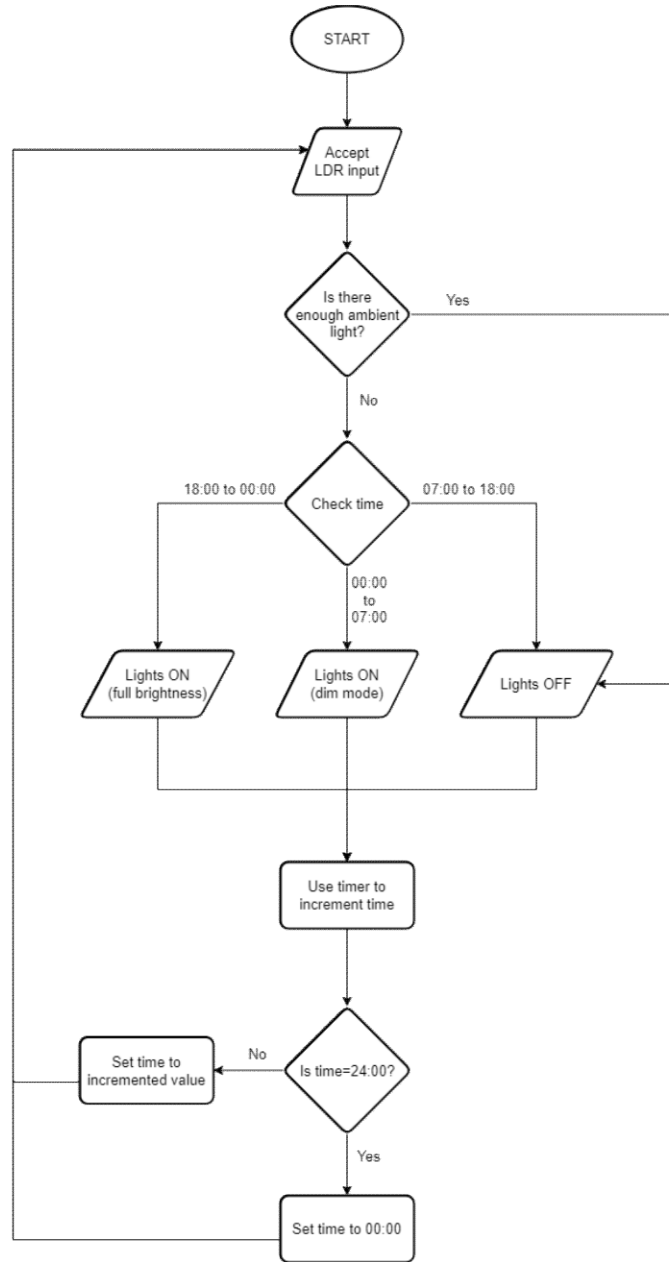 START
Accept
LDR input
Is there
enough ambient
light?
Yes
No
18:00 to 00:00
Check time
07:00 to 18:00
00:00
to
07:00
Lights ON
(full brightness)
Lights ON
(dim mode)
Lights OFF
Use timer to
increment time
Set time to
incremented value
No
Is time=24:00?
Yes
Set time to 00:00